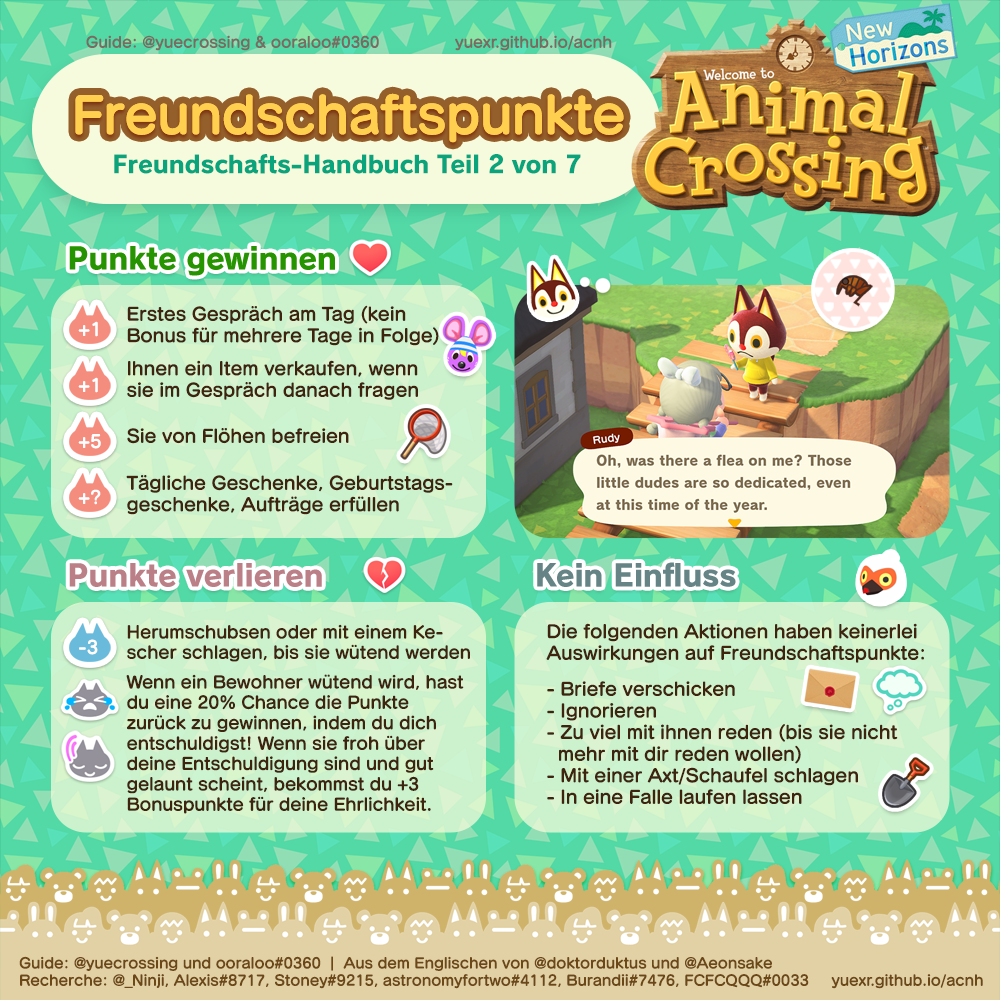 Guide: @yuecrossing & ooraloo#0360
yuexr.github.io/acnh
New
Horizons
Welcome to
Animal
Crossing
Freundschaftspunkte
Freundschafts-Handbuch Teil 2 von 7
Punkte gewinnen
+1
Erstes Gespräch am Tag (kein
Bonus für mehrere Tage in Folge)
+1
Ihnen ein Item verkaufen, wenn
sie im Gespräch danach fragen
+5
Sie von Flöhen befreien
+?
Tägliche Geschenke, Geburtstags-
geschenke, Aufträge erfüllen
Rudy
Oh, was there a flea on me? Those
little dudes are so dedicated, even
at this time of the year.
Punkte verlieren
-3
Herumschubsen oder mit einem Ke-
scher schlagen, bis sie wütend werden
Wenn ein Bewohner wütend wird, hast
du eine 20% Chance die Punkte
zurück zu gewinnen, indem du dich
entschuldigst! Wenn sie froh über
deine Entschuldigung sind und gut
gelaunt scheint, bekommst du +3
Bonuspunkte für deine Ehrlichkeit.
Kein Einfluss
Die folgenden Aktionen haben keinerlei
Auswirkungen auf Freundschaftspunkte:
- Briefe verschicken
- Ignorieren
- Zu viel mit ihnen reden (bis sie nicht
mehr mit dir reden wollen)
- Mit einer Axt/Schaufel schlagen
- In eine Falle laufen lassen
Guide: @yuecrossing und ooraloo#0360 | Aus dem Englischen von @doktorduktus und @Aeonsake
Recherche: @_Ninji, Alexis#8717, Stoney#9215, astronomyfortwo#4112, Burandii#7476, FCFCQQQ#0033
yuexr.github.io/acnh